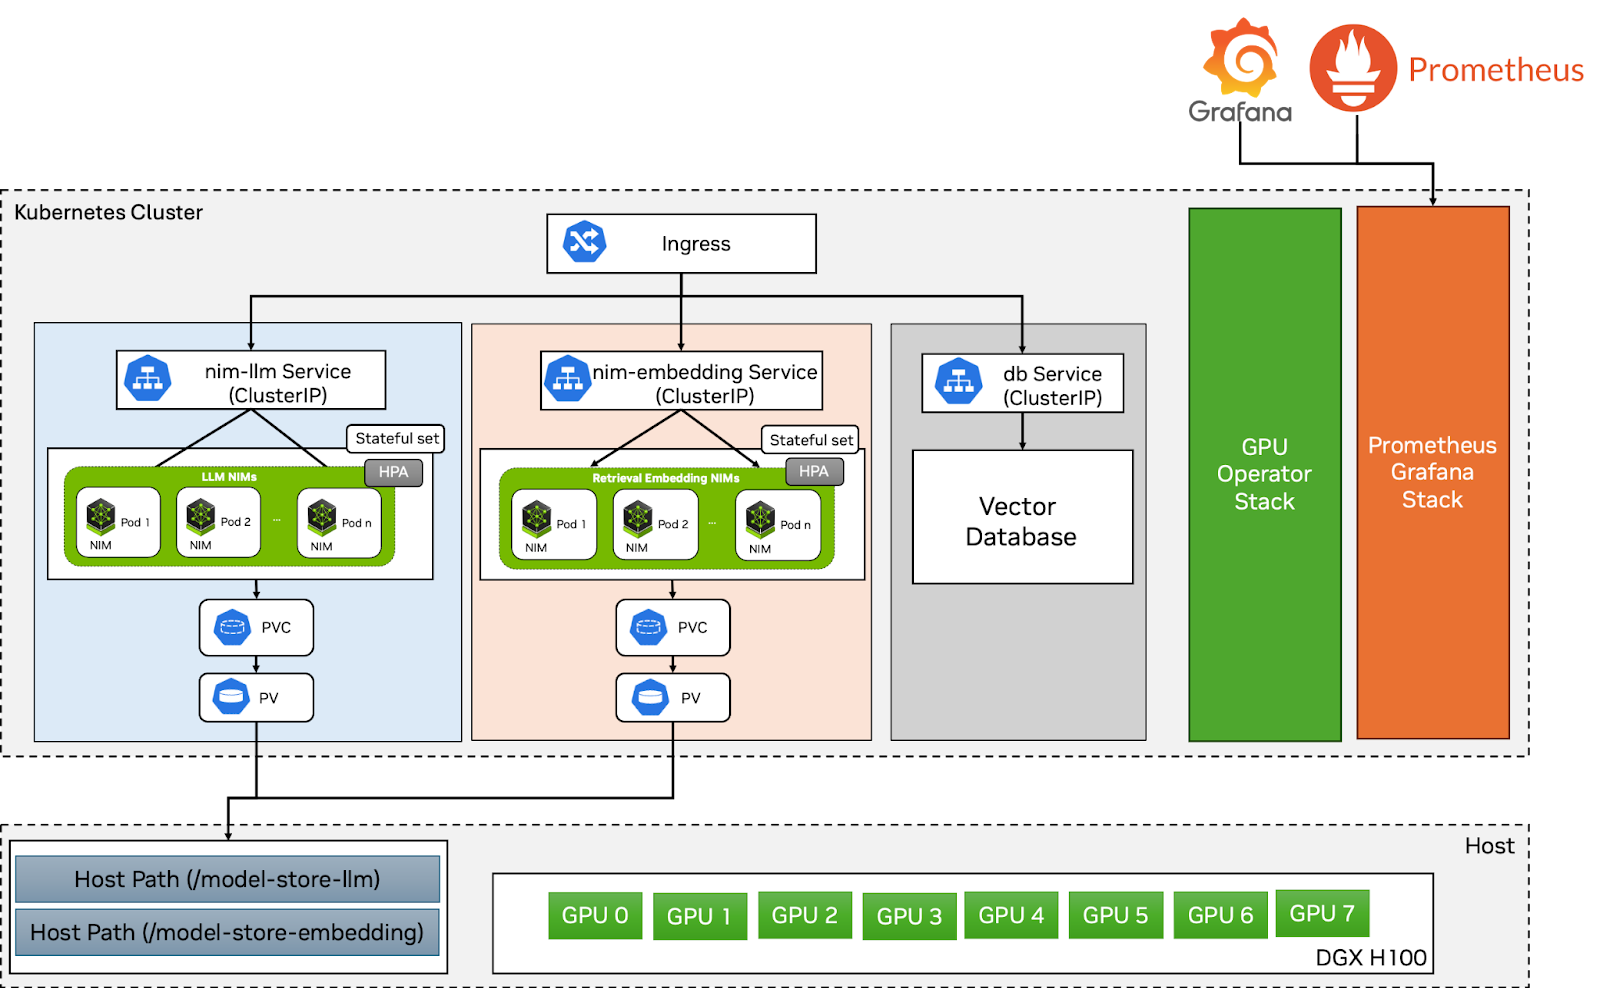 Grafana
Prometheus
Kubernetes Cluster
Ingress
nim-llm Service
(ClusterIP)
Stateful set
HPA
LLM NIMs
Pod 1
NIM
Pod 2
NIM
...
Pod n
NIM
PVC
PV
nim-embedding Service
(ClusterIP)
Stateful set
HPA
Retrieval Embedding NIMs
Pod 1
NIM
Pod 2
NIM
...
Pod n
NIM
PVC
PV
db Service
(ClusterIP)
Vector
Database
GPU
Operator
Stack
Prometheus
Grafana
Stack
Host
Host Path (/model-store-llm)
Host Path (/model-store-embedding)
GPU 0
GPU 1
GPU 2
GPU 3
GPU 4
GPU 5
GPU 6
GPU 7
DGX H100